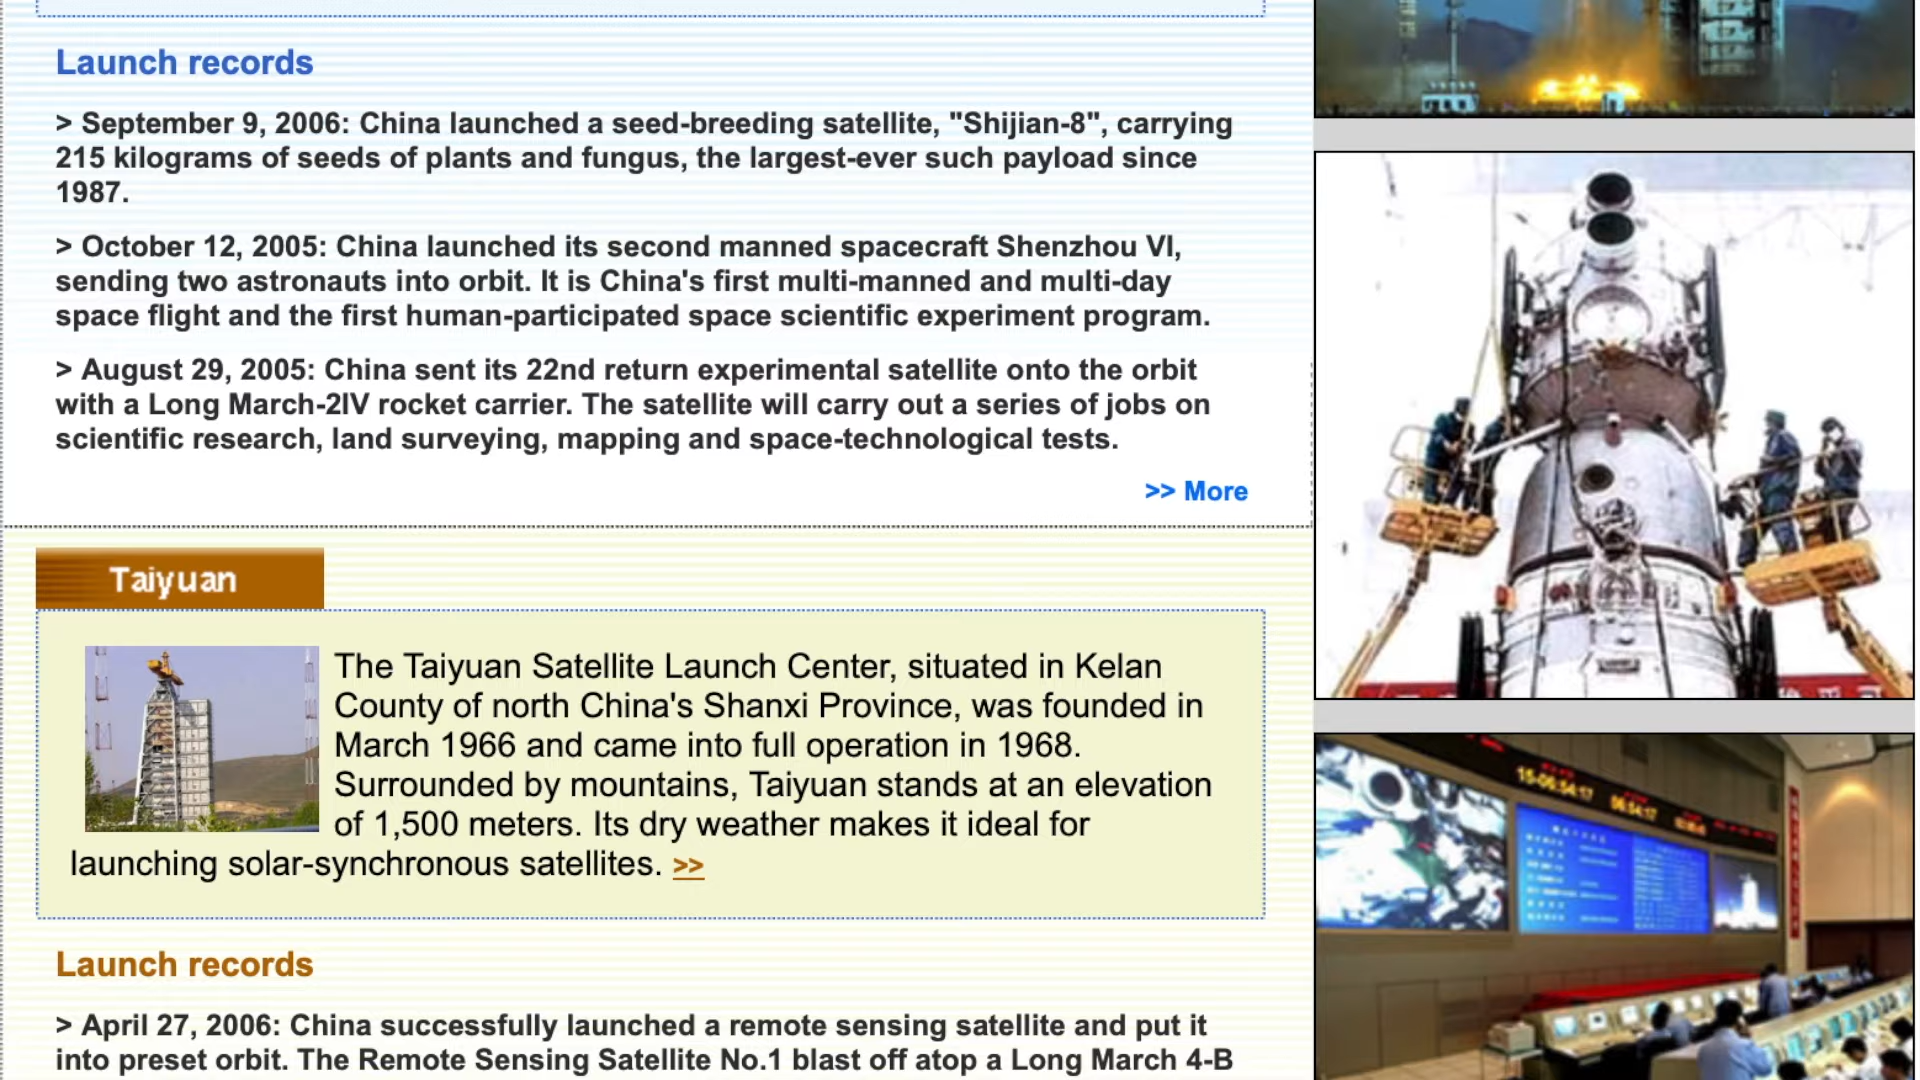 Launch records
> September 9, 2006: China launched a seed-breeding satellite, "Shijian-8", carrying
215 kilograms of seeds of plants and fungus, the largest-ever such payload since
1987.
> October 12, 2005: China launched its second manned spacecraft Shenzhou VI,
sending two astronauts into orbit. It is China's first multi-manned and multi-day
space flight and the first human-participated space scientific experiment program.
> August 29, 2005: China sent its 22nd return experimental satellite onto the orbit
with a Long March-2IV rocket carrier. The satellite will carry out a series of jobs on
scientific research, land surveying, mapping and space-technological tests.
>> More
Taiyuan
The Taiyuan Satellite Launch Center, situated in Kelan
County of north China's Shanxi Province, was founded in
March 1966 and came into full operation in 1968.
Surrounded by mountains, Taiyuan stands at an elevation
of 1,500 meters. Its dry weather makes it ideal for
launching solar-synchronous satellites. >>
Launch records
> April 27, 2006: China successfully launched a remote sensing satellite and put it
into preset orbit. The Remote Sensing Satellite No.1 blast off atop a Long March 4-B
15-06:54:17
06:54:17